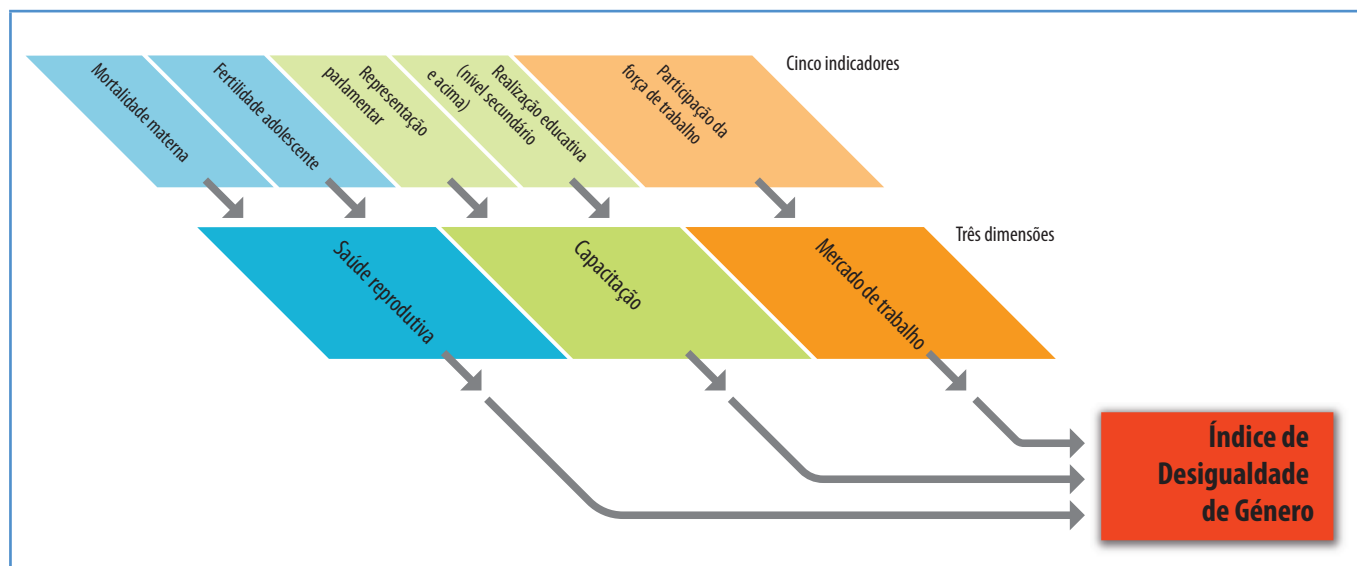 Mortalidade materna
Fertilidade adolescente
Representação
parlamentar
Realização educativa
(nível secundário
e acima)
Participação da
força de trabalho
Cinco indicadores
Saúde reprodutiva
Capacitação
Mercado de trabalho
Três dimensões
Índice de
Desigualdade
de Género